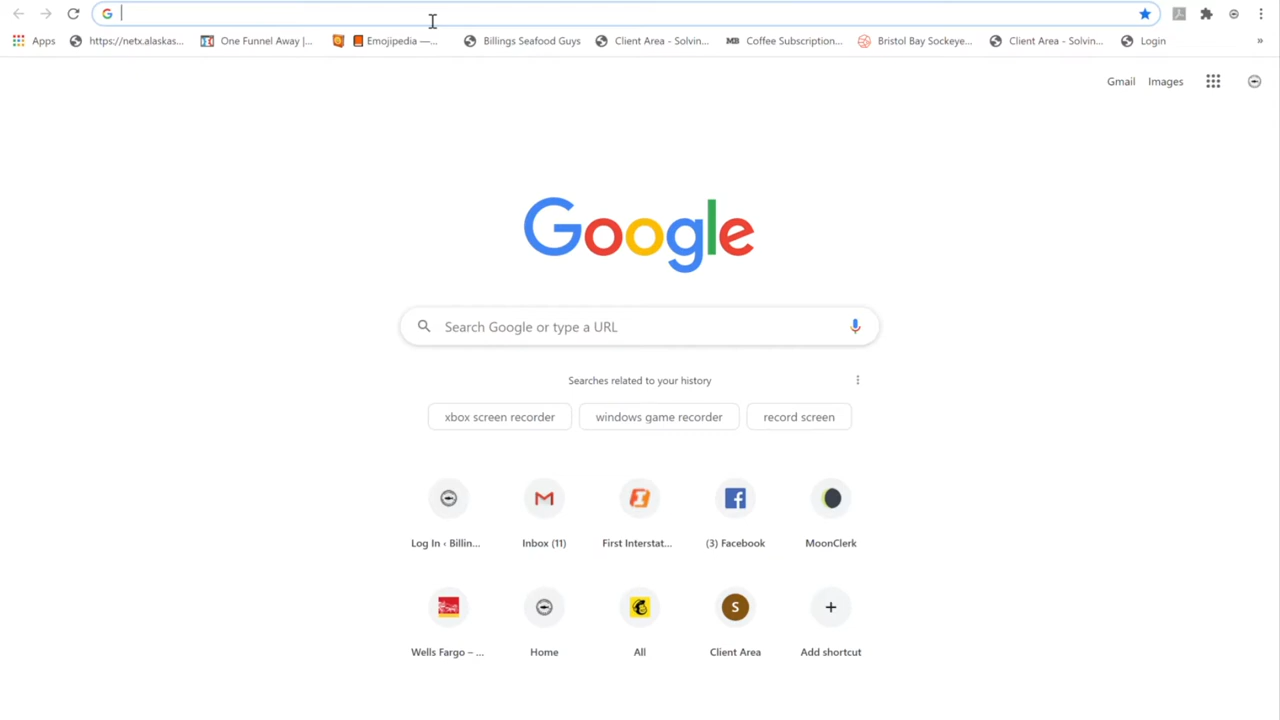 Apps https://netx.alaskas... One Funnel Away |... Emojipedia —... Billings Seafood Guys Client Area - Solvin... MB Coffee Subscription... Bristol Bay Sockeye... Client Area - Solvin... Login »
Gmail Images
Google
Search Google or type a URL
Searches related to your history
xbox screen recorder windows game recorder record screen
Log In ‹ Billin... Inbox (11) First Interstat... (3) Facebook MoonClerk
S
Wells Fargo – ... Home All Client Area Add shortcut